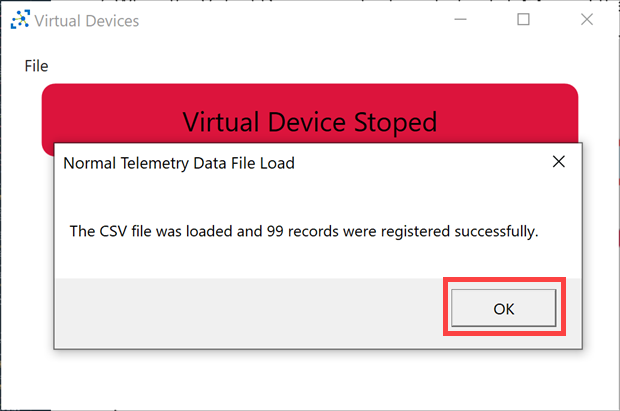 Virtual Devices
File
Virtual Device Stoped
Normal Telemetry Data File Load
The CSV file was loaded and 99 records were registered successfully.
OK